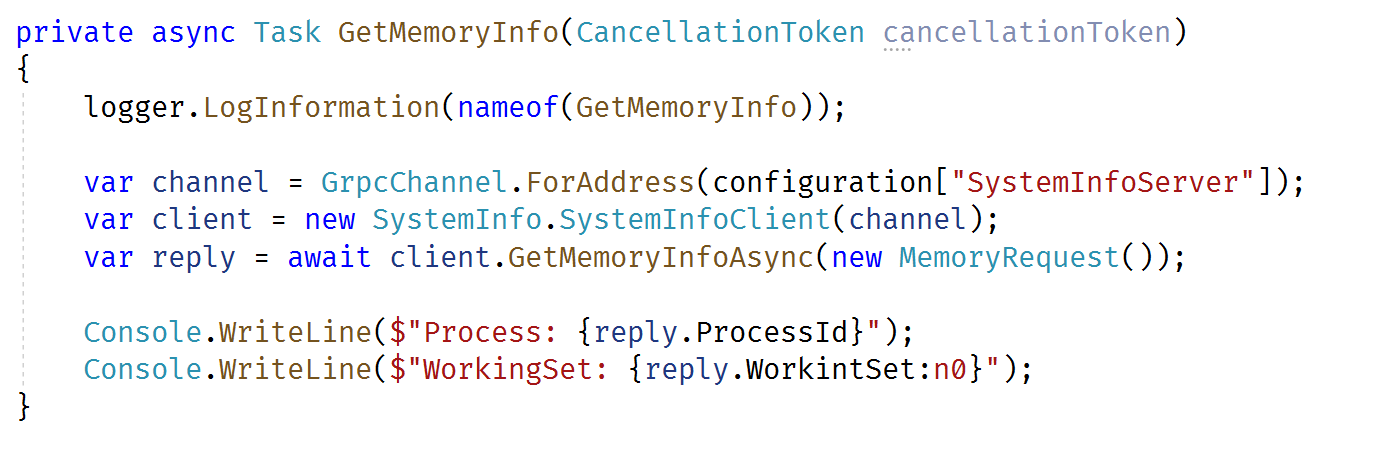 private async Task GetMemoryInfo(CancellationToken cancellationToken)
{
    logger.LogInformation(nameof(GetMemoryInfo));

    var channel = GrpcChannel.ForAddress(configuration["SystemInfoServer"]);
    var client = new SystemInfo.SystemInfoClient(channel);
    var reply = await client.GetMemoryInfoAsync(new MemoryRequest());

    Console.WriteLine($"Process: {reply.ProcessId}");
    Console.WriteLine($"WorkingSet: {reply.WorkintSet:n0}");
}